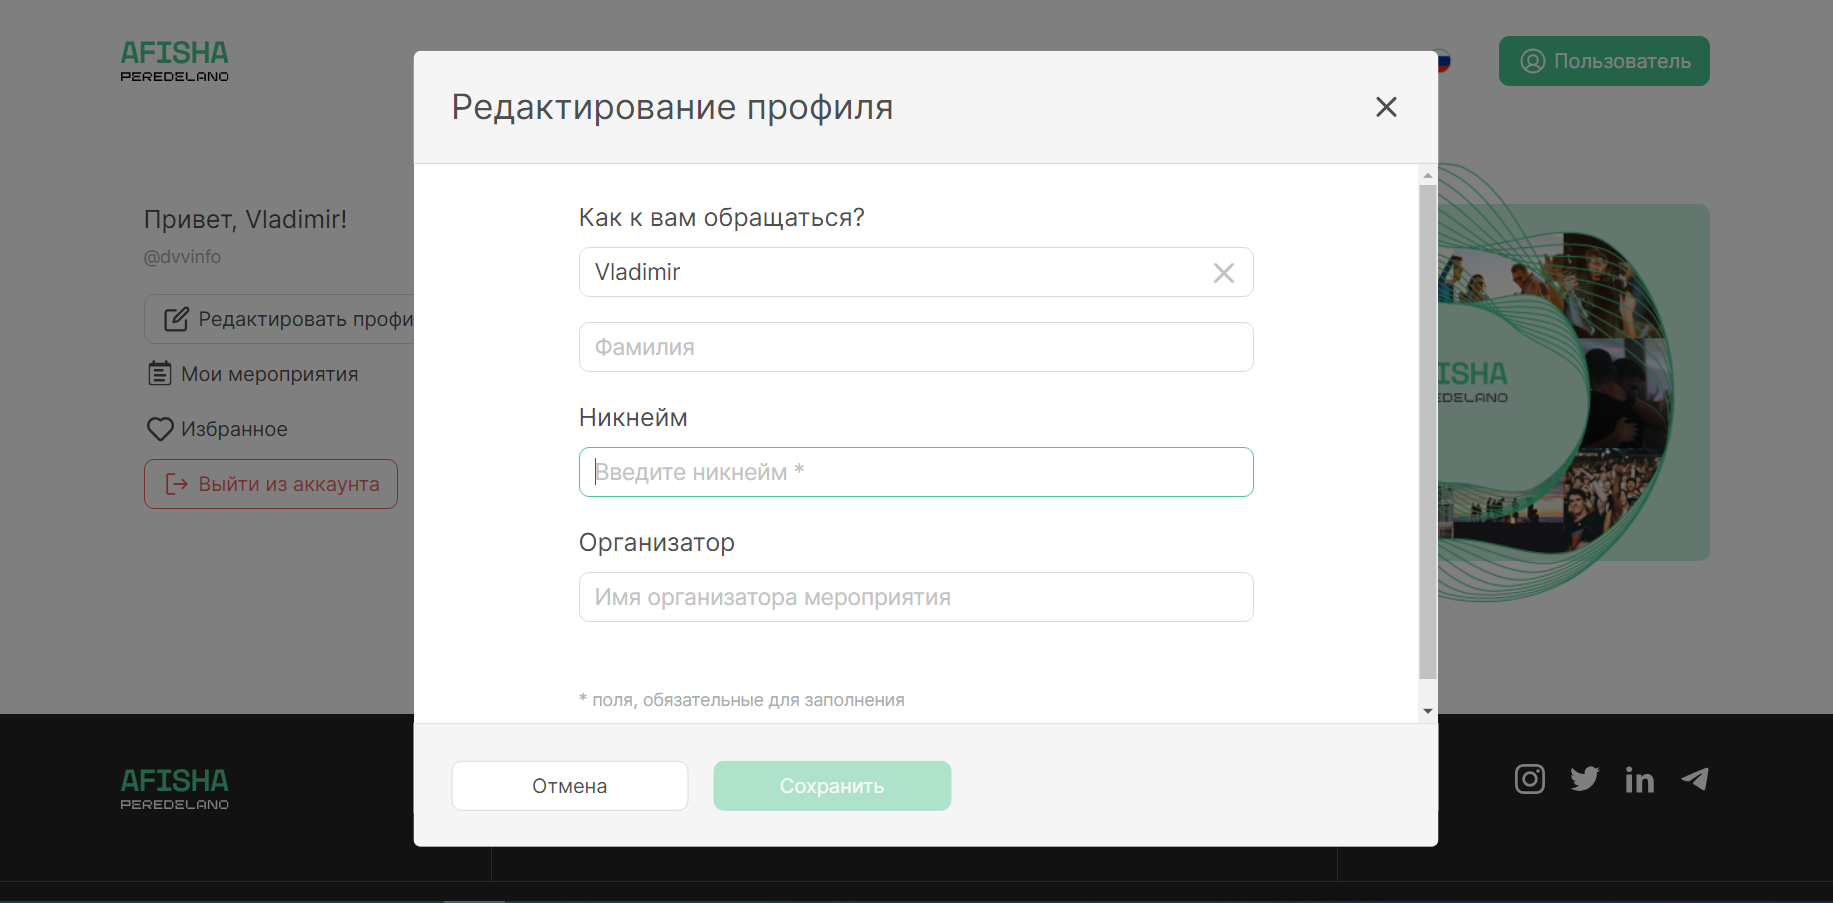 AFISHA
PEREDELANO
Пользователь
Редактирование профиля
Привет, Vladimir!
@dvvinfo
Редактировать профи
Мои мероприятия
Избранное
Выйти из аккаунта
Как к вам обращаться?
Vladimir
Фамилия
Никнейм
Введите никнейм *
Организатор
Имя организатора мероприятия
* поля, обязательные для заполнения
Отмена
Сохранить
ISHA
EDELANO
AFISHA
PEREDELANO